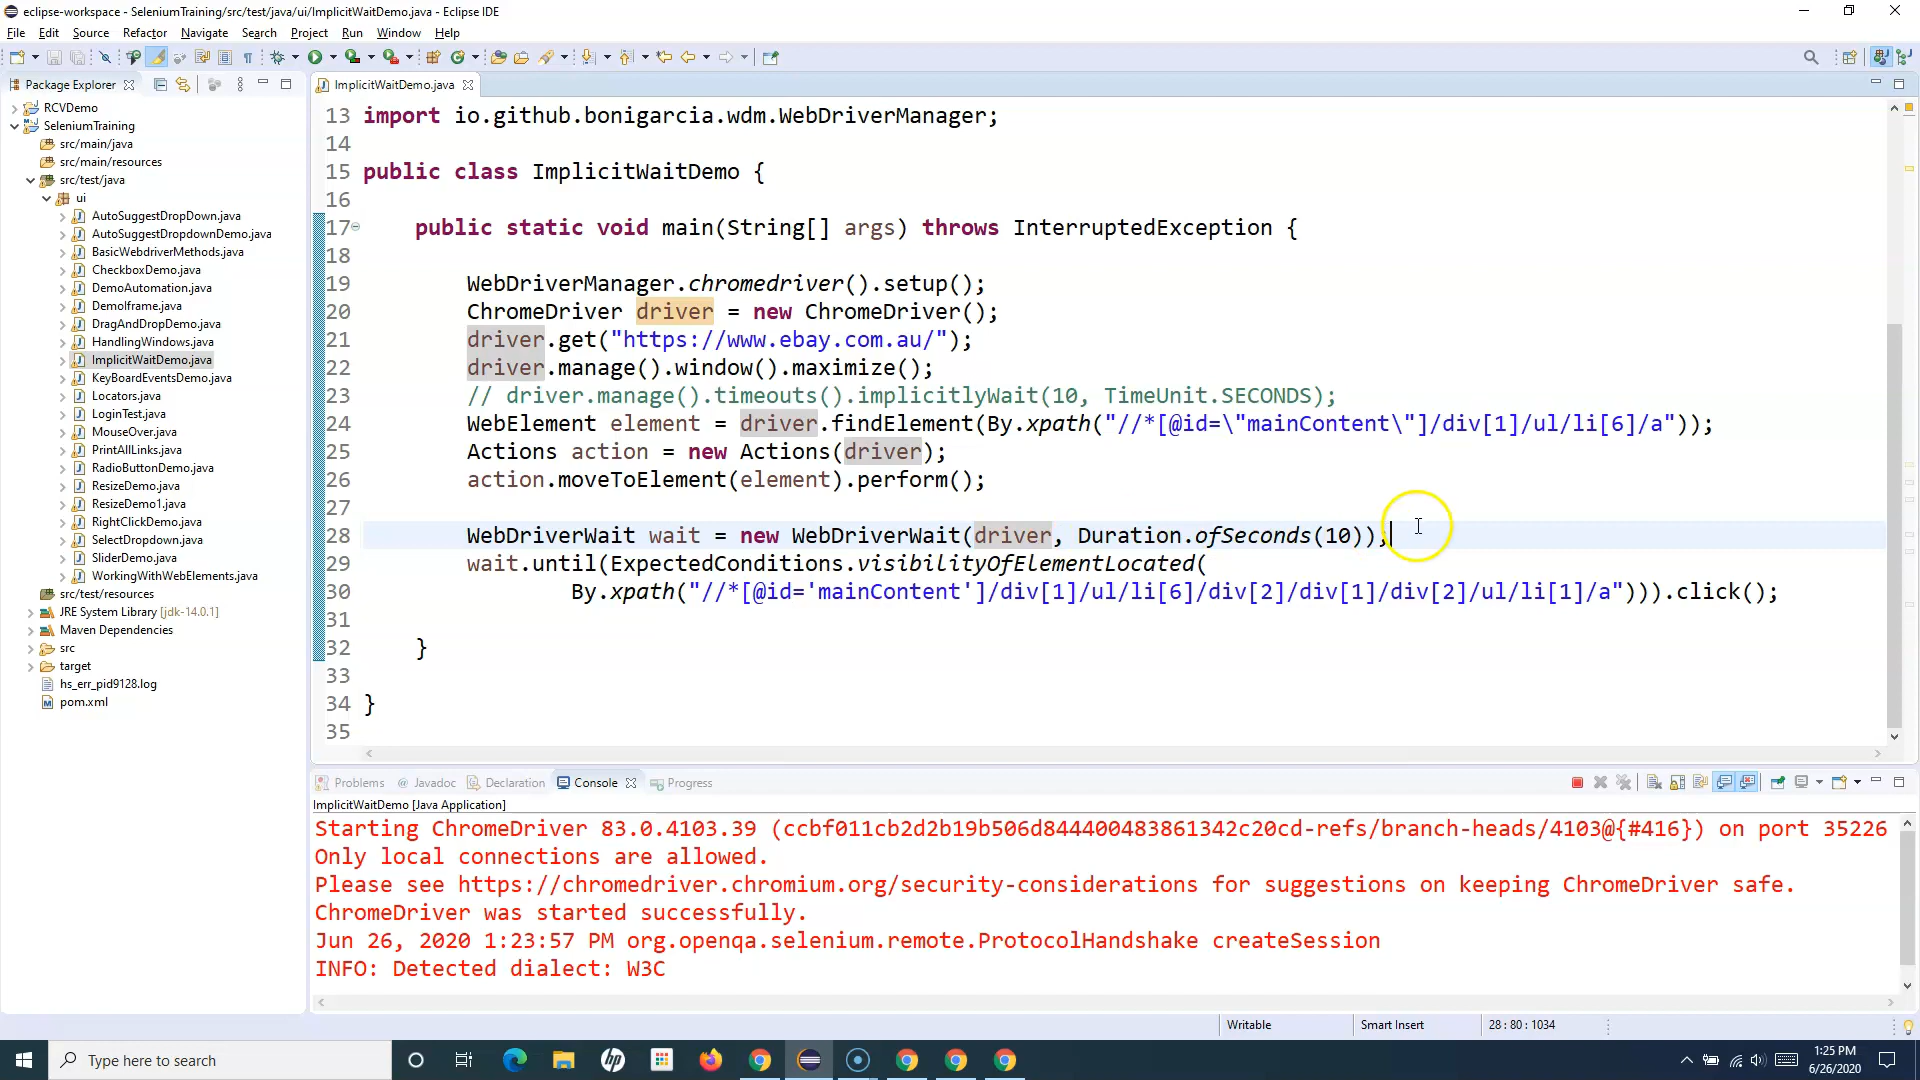 eclipse-workspace - SeleniumTraining/src/test/java/ui/ImplicitWaitDemo.java - Eclipse IDE
File Edit Source Refactor Navigate Search Project Run Window Help
Package Explorer
RCVDemo
SeleniumTraining
src/main/java
src/main/resources
src/test/java
ui
AutoSuggestDropDown.java
AutoSuggestDropdownDemo.java
BasicWebdriverMethods.java
CheckboxDemo.java
DemoAutomation.java
DemoIframe.java
DragAndDropDemo.java
HandlingWindows.java
ImplicitWaitDemo.java
KeyBoardEventsDemo.java
Locators.java
LoginTest.java
MouseOver.java
PrintAllLinks.java
RadioButtonDemo.java
ResizeDemo.java
ResizeDemo1.java
RightClickDemo.java
SelectDropdown.java
SliderDemo.java
WorkingWithWebElements.java
src/test/resources
JRE System Library [jdk-14.0.1]
Maven Dependencies
src
target
hs_err_pid9128.log
pom.xml
ImplicitWaitDemo.java
13 import io.github.bonigarcia.wdm.WebDriverManager;
14
15 public class ImplicitWaitDemo {
16
17 public static void main(String[] args) throws InterruptedException {
18
19 WebDriverManager.chromedriver().setup();
20 ChromeDriver driver = new ChromeDriver();
21 driver.get("https://www.ebay.com.au/");
22 driver.manage().window().maximize();
23 // driver.manage().timeouts().implicitlyWait(10, TimeUnit.SECONDS);
24 WebElement element = driver.findElement(By.xpath("//*[@id=\"mainContent\"]/div[1]/ul/li[6]/a"));
25 Actions action = new Actions(driver);
26 action.moveToElement(element).perform();
27
28 WebDriverWait wait = new WebDriverWait(driver, Duration.ofSeconds(10));
29 wait.until(ExpectedConditions.visibilityOfElementLocated(
30 By.xpath("//*[@id='mainContent']/div[1]/ul/li[6]/div[2]/div[1]/div[2]/ul/li[1]/a"))).click();
31
32 }
33
34 }
35
Problems @ Javadoc Declaration Console Progress
ImplicitWaitDemo [Java Application]
Starting ChromeDriver 83.0.4103.39 (ccbf011cb2d2b19b506d844400483861342c20cd-refs/branch-heads/4103@{#416}) on port 35226
Only local connections are allowed.
Please see https://chromedriver.chromium.org/security-considerations for suggestions on keeping ChromeDriver safe.
ChromeDriver was started successfully.
Jun 26, 2020 1:23:57 PM org.openqa.selenium.remote.ProtocolHandshake createSession
INFO: Detected dialect: W3C
Writable Smart Insert 28 : 80 : 1034
Type here to search
hp
1:25 PM
6/26/2020